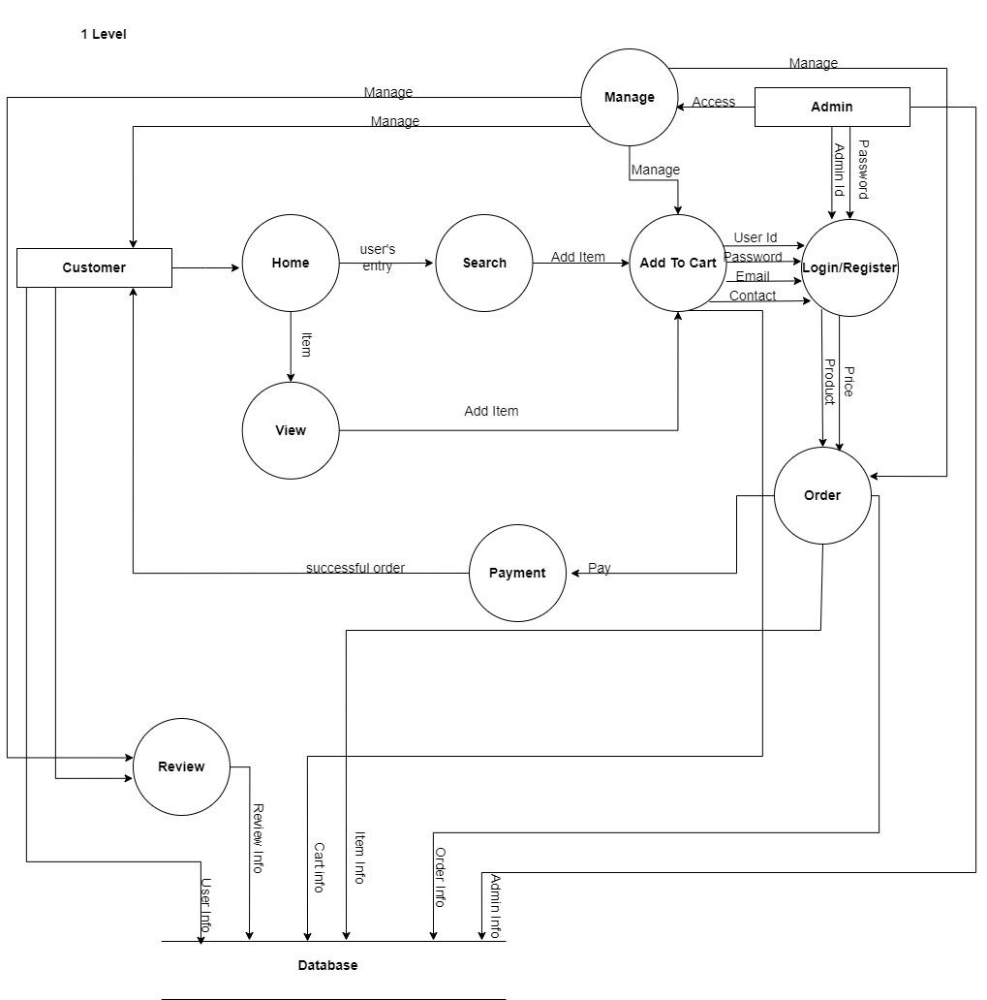 1 Level
Manage
Manage
Manage
Access
Admin
Manage
Manage
Admin Id
Password
Manage
Customer
Home
user's
entry
Search
Add Item
Add To Cart
User Id
Password
Email
Contact
Login/Register
Item
View
Add Item
Product
Price
Order
successful order
Payment
Pay
Review
Review Info
User Info
Cart info
Item Info
Order Info
Admin Info
Database